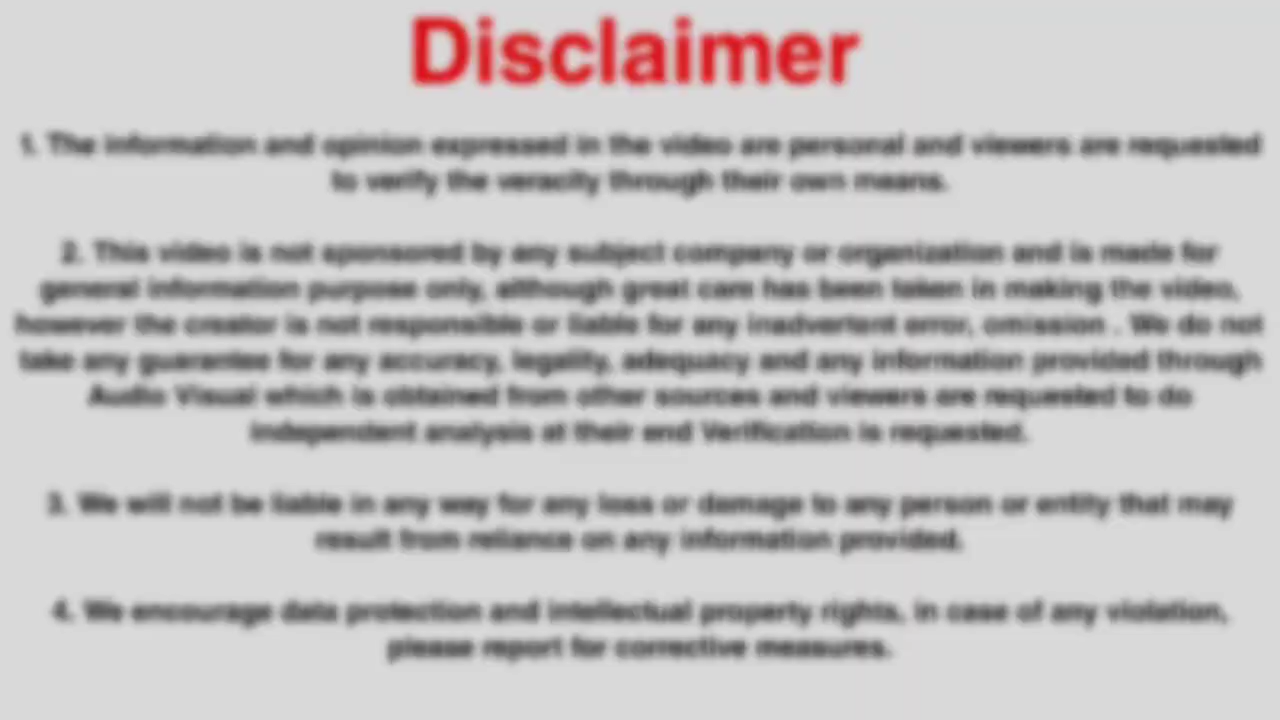 Disclaimer
1. The information and opinion expressed in the video are personal and viewers are requested
to verify the veracity through their own means.
2. This video is not sponsored by any subject company or organization and is made for
general information purpose only, although great care has been taken in making the video,
however the creator is not responsible or liable for any inadvertent error, omission . We do not
take any guarantee for any accuracy, legality, adequacy and any information provided through
Audio Visual which is obtained from other sources and viewers are requested to do
independent analysis at their end Verification is requested.
3. We will not be liable in any way for any loss or damage to any person or entity that may
result from reliance on any information provided.
4. We encourage data protection and intellectual property rights, in case of any violation,
please report for corrective measures.